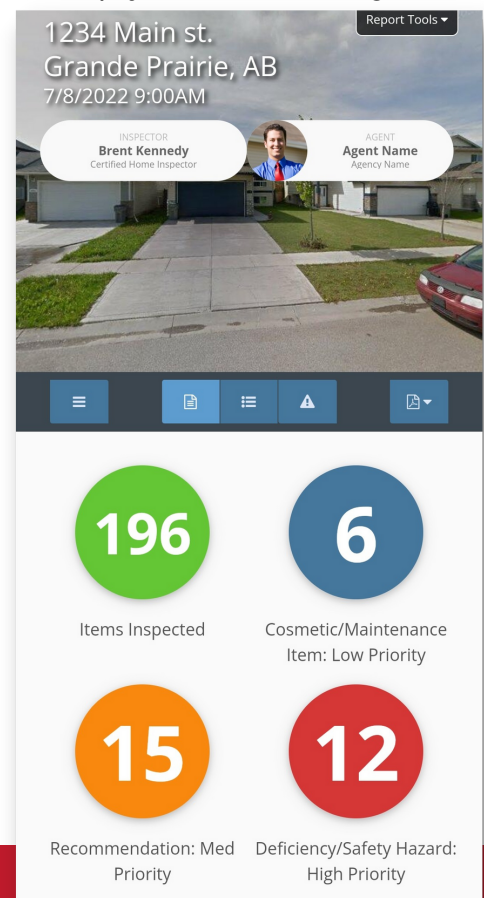 Report Tools
1234 Main st.
Grande Prairie, AB
7/8/2022 9:00AM
INSPECTOR
Brent Kennedy
Certified Home Inspector
AGENT
Agent Name
Agency Name
196
Items Inspected
6
Cosmetic/Maintenance
Item: Low Priority
15
Recommendation: Med
Priority
12
Deficiency/Safety Hazard:
High Priority